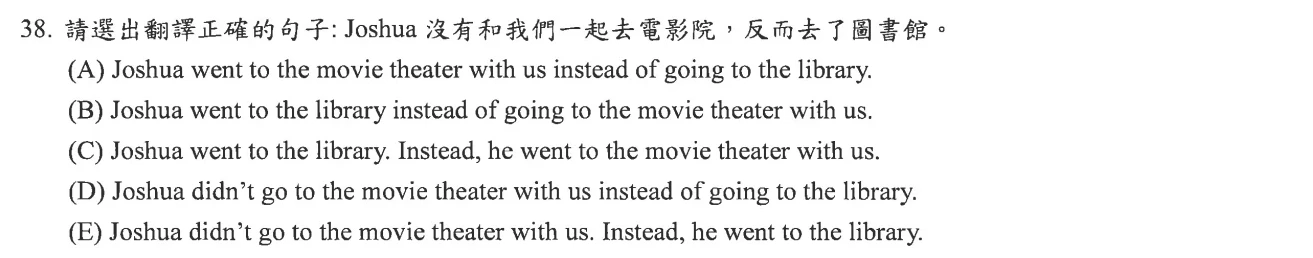 38. 請選出翻譯正確的句子: Joshua 沒有和我們一起去電影院，反而去了圖書館。
(A) Joshua went to the movie theater with us instead of going to the library.
(B) Joshua went to the library instead of going to the movie theater with us.
(C) Joshua went to the library. Instead, he went to the movie theater with us.
(D) Joshua didn’t go to the movie theater with us instead of going to the library.
(E) Joshua didn’t go to the movie theater with us. Instead, he went to the library.